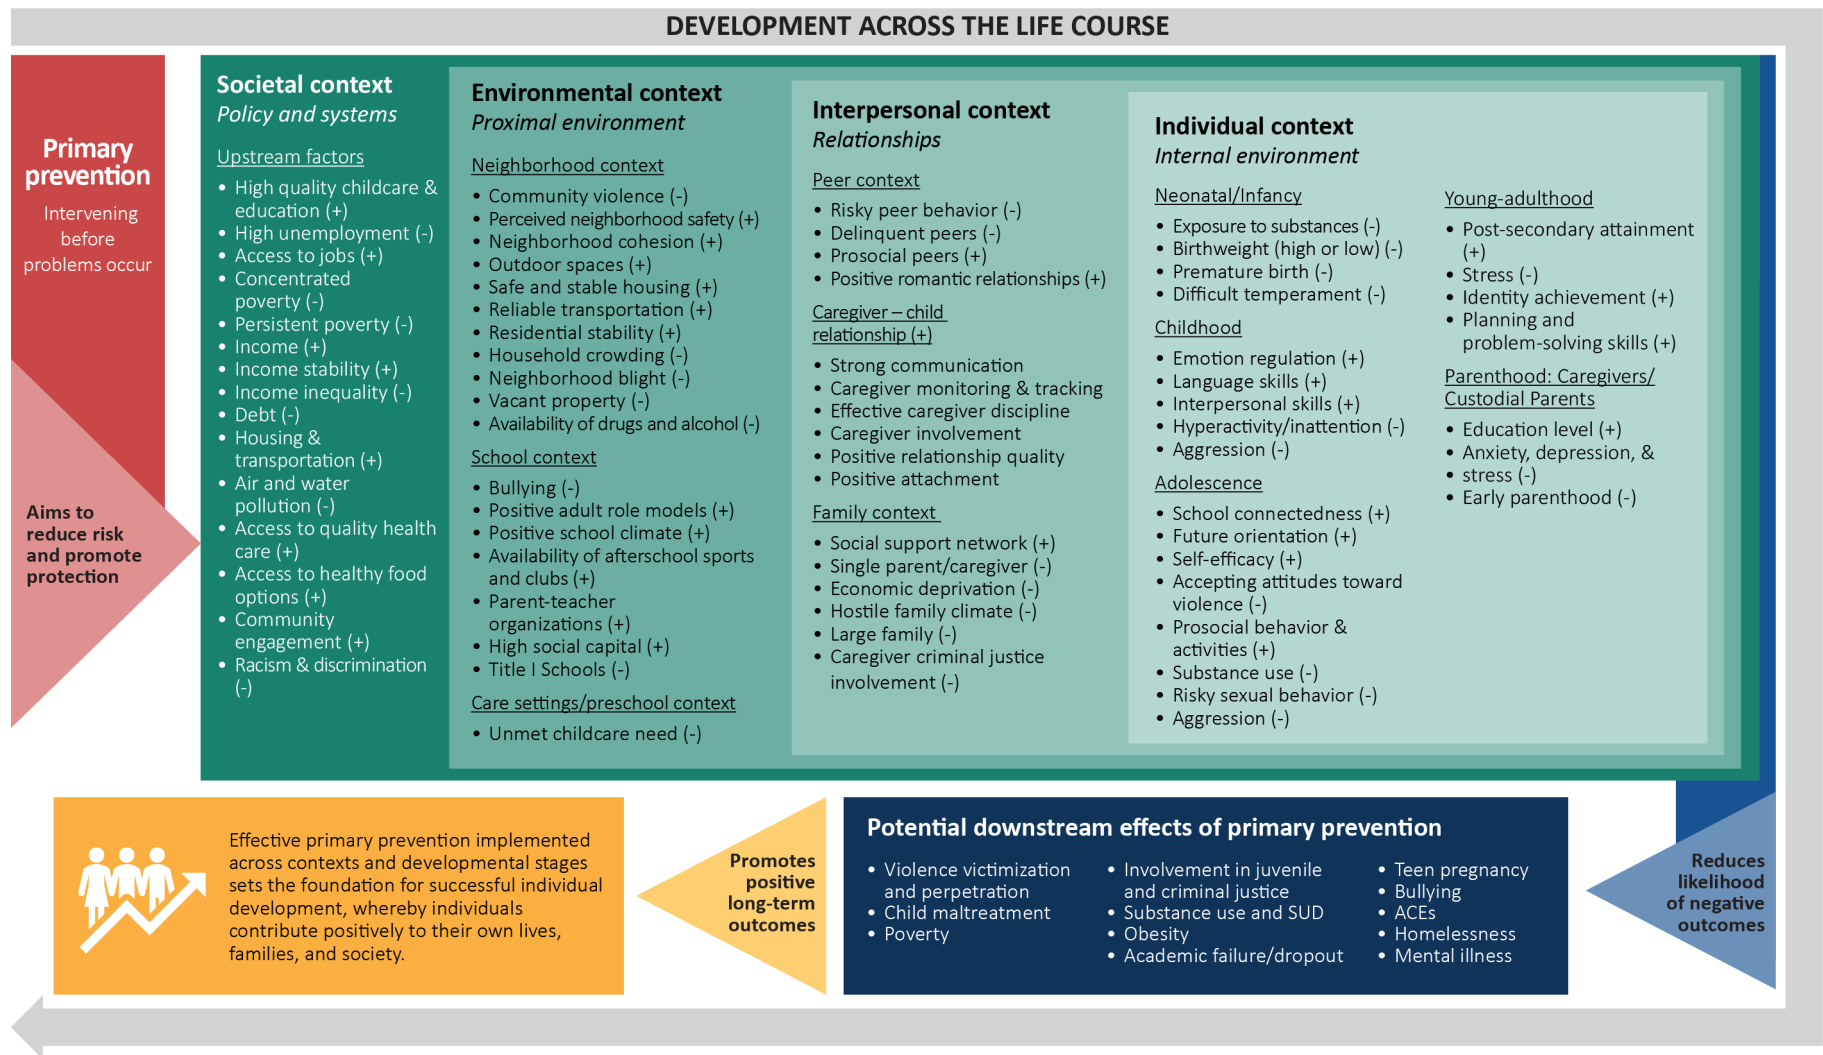 DEVELOPMENT ACROSS THE LIFE COURSE
Primary
prevention
Intervening
before
problems occur
Aims to
reduce risk
and promote
protection
Societal context
Policy and systems
Upstream factors
• High quality childcare &
education (+)
• High unemployment (-)
• Access to jobs (+)
• Concentrated
poverty (-)
• Persistent poverty (-)
• Income (+)
• Income stability (+)
• Income inequality (-)
• Debt (-)
• Housing &
transportation (+)
• Air and water
pollution (-)
• Access to quality health
care (+)
• Access to healthy food
options (+)
• Community
engagement (+)
• Racism & discrimination
(-)
Environmental context
Proximal environment
Neighborhood context
• Community violence (-)
• Perceived neighborhood safety (+)
• Neighborhood cohesion (+)
• Outdoor spaces (+)
• Safe and stable housing (+)
• Reliable transportation (+)
• Residential stability (+)
• Household crowding (-)
• Neighborhood blight (-)
• Vacant property (-)
• Availability of drugs and alcohol (-)
School context
• Bullying (-)
• Positive adult role models (+)
• Positive school climate (+)
• Availability of afterschool sports
and clubs (+)
• Parent-teacher
organizations (+)
• High social capital (+)
• Title I Schools (-)
Care settings/preschool context
• Unmet childcare need (-)
Interpersonal context
Relationships
Peer context
• Risky peer behavior (-)
• Delinquent peers (-)
• Prosocial peers (+)
• Positive romantic relationships (+)
Caregiver – child
relationship (+)
• Strong communication
• Caregiver monitoring & tracking
• Effective caregiver discipline
• Caregiver involvement
• Positive relationship quality
• Positive attachment
Family context
• Social support network (+)
• Single parent/caregiver (-)
• Economic deprivation (-)
• Hostile family climate (-)
• Large family (-)
• Caregiver criminal justice
involvement (-)
Individual context
Internal environment
Neonatal/Infancy
• Exposure to substances (-)
• Birthweight (high or low) (-)
• Premature birth (-)
• Difficult temperament (-)
Childhood
• Emotion regulation (+)
• Language skills (+)
• Interpersonal skills (+)
• Hyperactivity/inattention (-)
• Aggression (-)
Adolescence
• School connectedness (+)
• Future orientation (+)
• Self-efficacy (+)
• Accepting attitudes toward
violence (-)
• Prosocial behavior &
activities (+)
• Substance use (-)
• Risky sexual behavior (-)
• Aggression (-)
Young-adulthood
• Post-secondary attainment
(+)
• Stress (-)
• Identity achievement (+)
• Planning and
problem-solving skills (+)
Parenthood: Caregivers/
Custodial Parents
• Education level (+)
• Anxiety, depression, &
• stress (-)
• Early parenthood (-)
Reduces
likelihood
of negative
outcomes
Potential downstream effects of primary prevention
• Violence victimization
and perpetration
• Child maltreatment
• Poverty
• Involvement in juvenile
and criminal justice
• Substance use and SUD
• Obesity
• Academic failure/dropout
• Teen pregnancy
• Bullying
• ACEs
• Homelessness
• Mental illness
Promotes
positive
long-term
outcomes
Effective primary prevention implemented
across contexts and developmental stages
sets the foundation for successful individual
development, whereby individuals
contribute positively to their own lives,
families, and society.